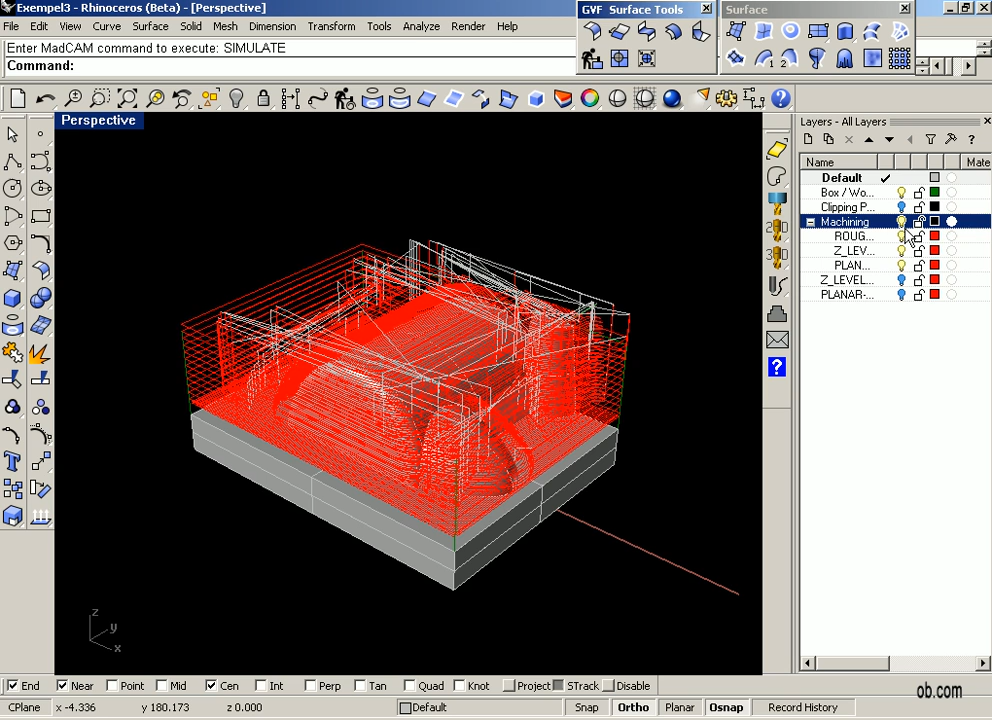 Exempel3 - Rhinoceros (Beta) - [Perspective]
GVF Surface Tools
Surface
File Edit View Curve Surface Solid Mesh Dimension Transform Tools Analyze Render Help
Enter MadCAM command to execute: SIMULATE
Command:
Perspective
Layers - All Layers
Name Mate
Default
Box / Wo...
Clipping P...
Machining
ROUG...
Z_LEV...
PLAN...
Z_LEVEL...
PLANAR-...
z
y
x
End Near Point Mid Cen Int Perp Tan Quad Knot Project STrack Disable
ob.com
CPlane x -4.336 y 180.173 z 0.000 Default Snap Ortho Planar Osnap Record History